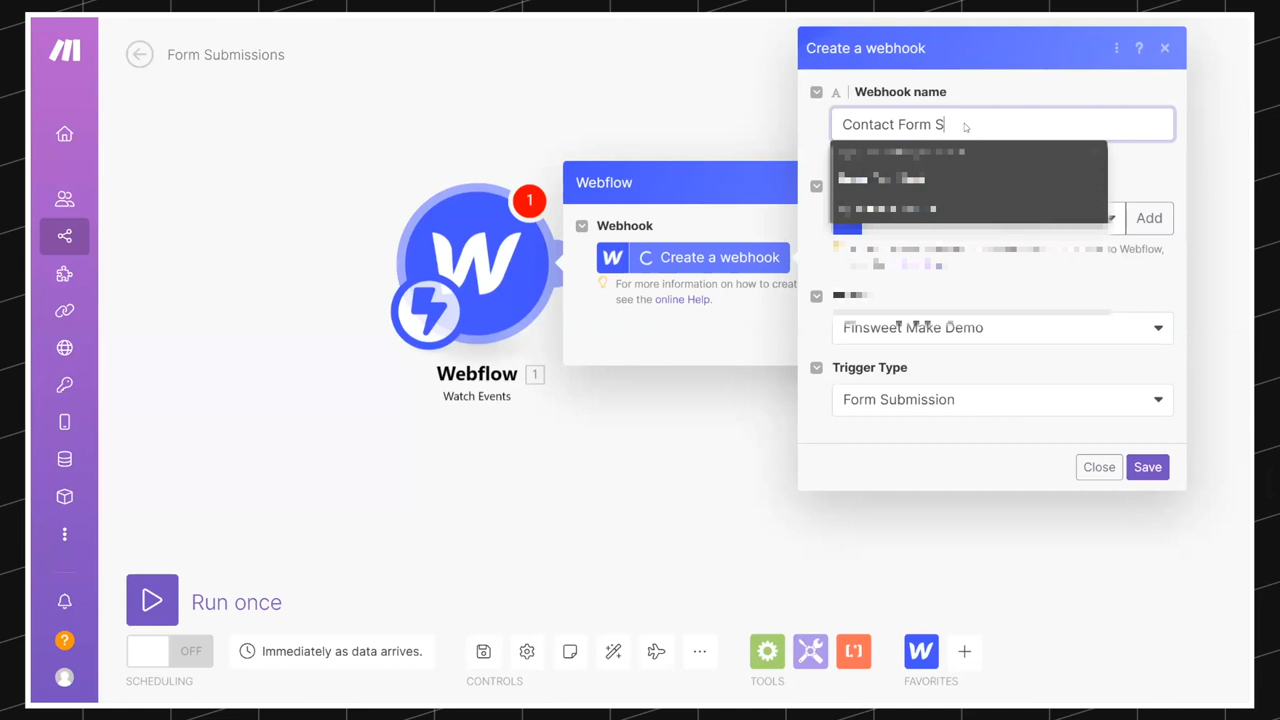 Form Submissions
Create a webhook
?
Webhook name
Contact Form S
Webflow
1
Webhook
Create a webhook
For more information on how to creat
see the online Help.
Add
to Webflow,
Finsweet Make Demo
Trigger Type
Form Submission
Close
Save
Webflow
1
Watch Events
Run once
OFF
Immediately as data arrives.
SCHEDULING
CONTROLS
TOOLS
FAVORITES